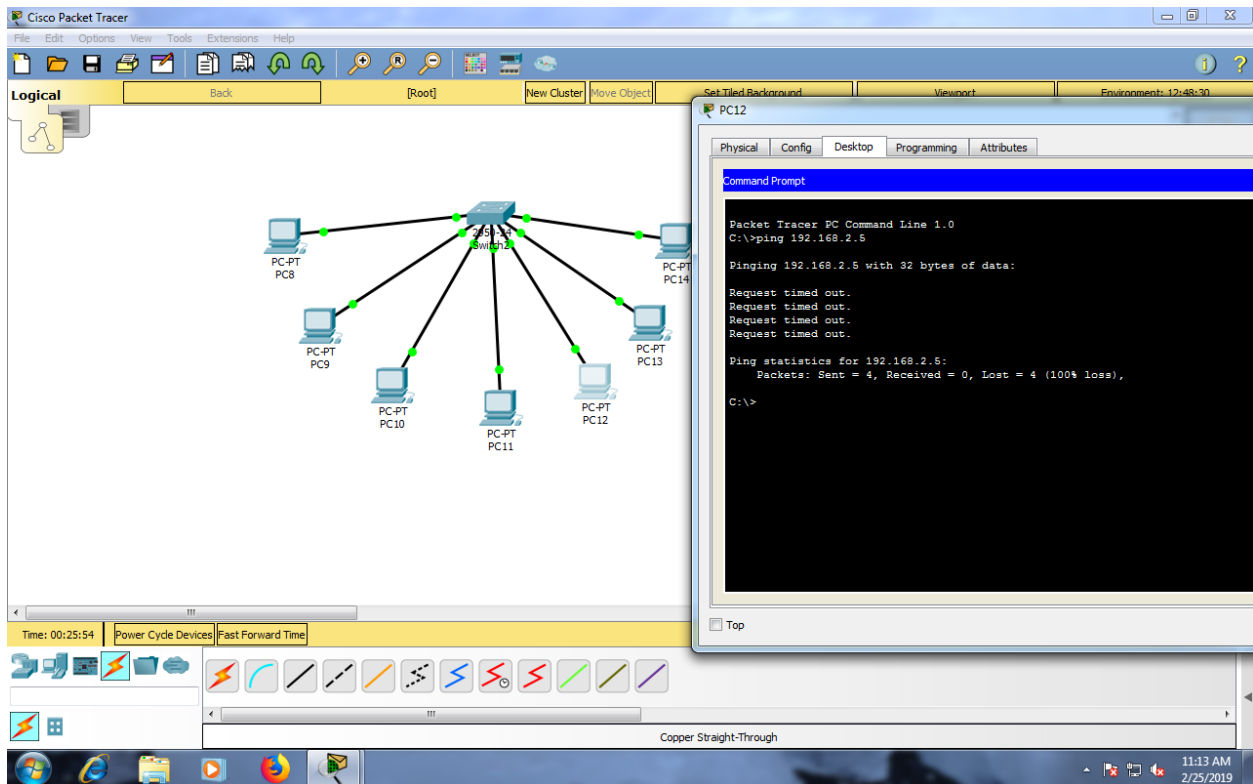 Cisco Packet Tracer
File Edit Options View Tools Extensions Help
Logical
Back
[Root]
New Cluster
Move Object
Set Tiled Background
Viewport
Environment: 12:48:30
PC12
Physical
Config
Desktop
Programming
Attributes
Command Prompt
Packet Tracer PC Command Line 1.0
C:\>ping 192.168.2.5
Pinging 192.168.2.5 with 32 bytes of data:
Request timed out.
Request timed out.
Request timed out.
Request timed out.
Ping statistics for 192.168.2.5:
Packets: Sent = 4, Received = 0, Lost = 4 (100% loss),
C:\>
Top
2950-24
Switch2
PC-PT
PC8
PC-PT
PC9
PC-PT
PC10
PC-PT
PC11
PC-PT
PC12
PC-PT
PC13
PC-PT
PC14
Time: 00:25:54
Power Cycle Devices
Fast Forward Time
Copper Straight-Through
11:13 AM
2/25/2019